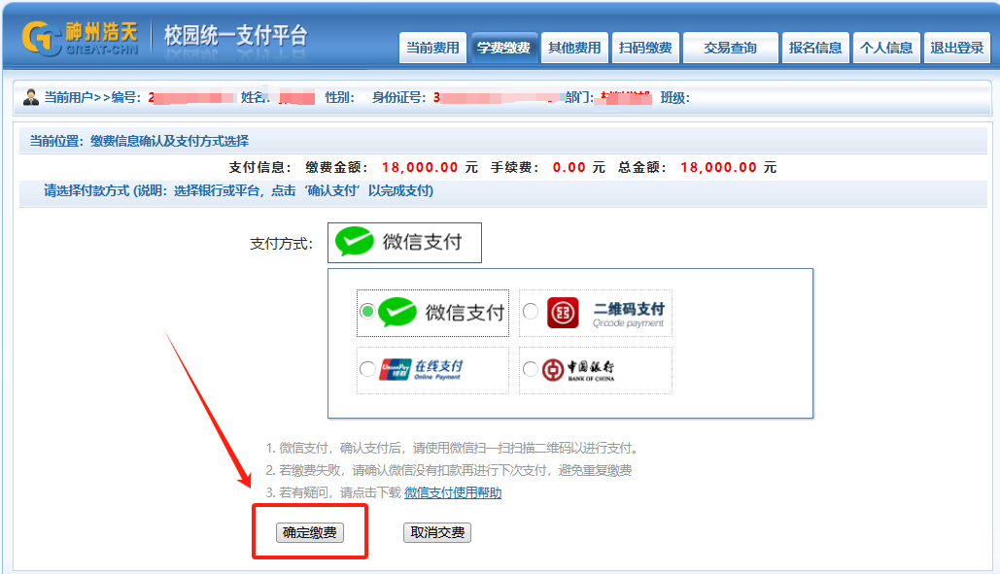 神州浩天 校园统一支付平台
GREAT-CHN
当前费用 学费缴费 其他费用 扫码缴费 交易查询 报名信息 个人信息 退出登录
当前用户>>编号: 2 姓名: 性别: 身份证号: 3 部门: 班级:
当前位置: 缴费信息确认及支付方式选择
支付信息: 缴费金额: 18,000.00 元 手续费: 0.00 元 总金额: 18,000.00 元
请选择付款方式 (说明: 选择银行或平台, 点击‘确认支付’以完成支付)
支付方式: 微信支付
微信支付 二维码支付
Qrcode payment
UnionPay 银联 在线支付 中国银行
Online Payment BANK OF CHINA
1. 微信支付，确认支付后，请使用微信扫一扫扫描二维码以进行支付。
2. 若缴费失败，请确认微信没有扣款再进行下次支付，避免重复缴费
3. 若有疑问，请点击下载 微信支付使用帮助
确定缴费 取消交费